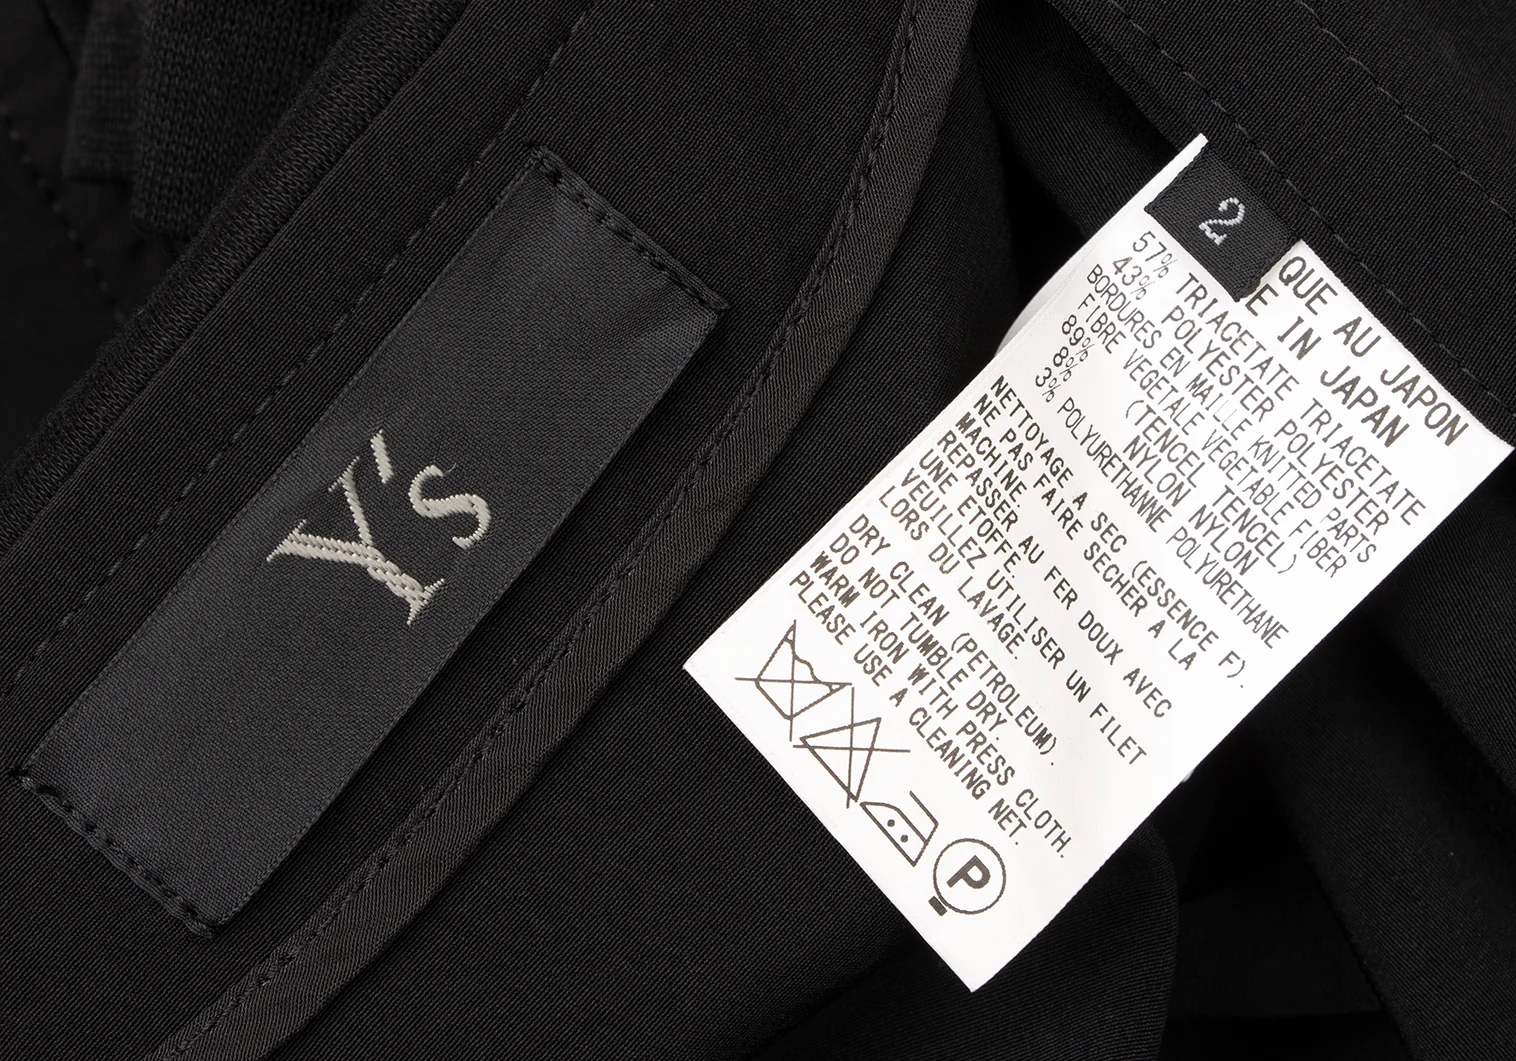 Y's
2
QUE AU JAPON
E IN JAPAN
57% TRIACETATE TRIACETATE
43% POLYESTER POLYESTER
BORDURES EN MAILLE KNITTED PARTS
FIBRE VEGETALE VEGETABLE FIBER
89% (TENCEL TENCEL)
8% NYLON NYLON
3% POLYURETHANNE POLYURETHANE
NETTOYAGE A SEC (ESSENCE F).
NE PAS FAIRE SECHER A LA
MACHINE.
REPASSER AU FER DOUX AVEC
UNE ETOFFE.
VEUILLEZ UTILISER UN FILET
LORS DU LAVAGE.
DRY CLEAN (PETROLEUM).
DO NOT TUMBLE DRY.
WARM IRON WITH PRESS CLOTH.
PLEASE USE A CLEANING NET.
P